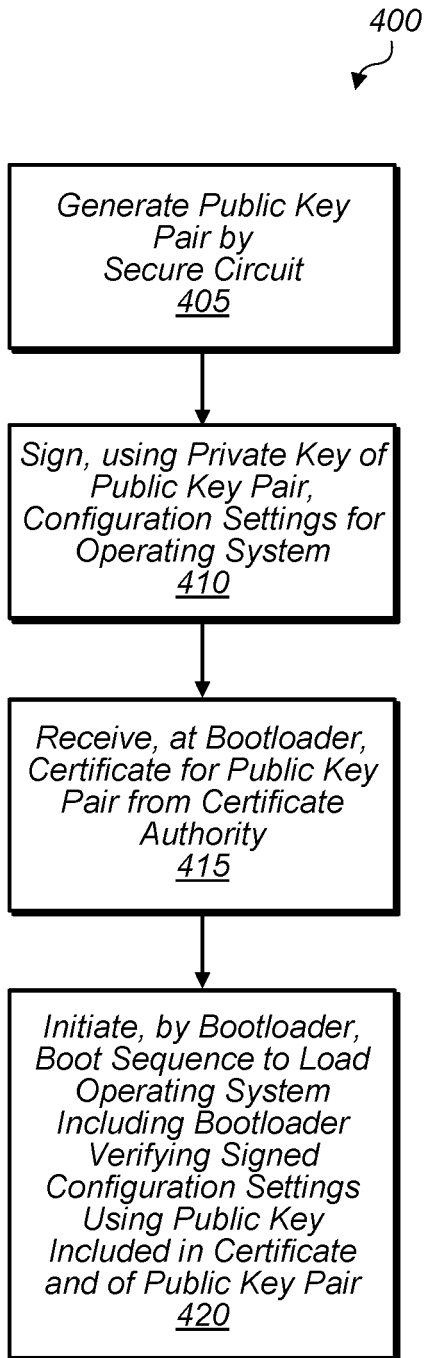 400
Generate Public Key
Pair by
Secure Circuit
405
Sign, using Private Key of
Public Key Pair,
Configuration Settings for
Operating System
410
Receive, at Bootloader,
Certificate for Public Key
Pair from Certificate
Authority
415
Initiate, by Bootloader,
Boot Sequence to Load
Operating System
Including Bootloader
Verifying Signed
Configuration Settings
Using Public Key
Included in Certificate
and of Public Key Pair
420